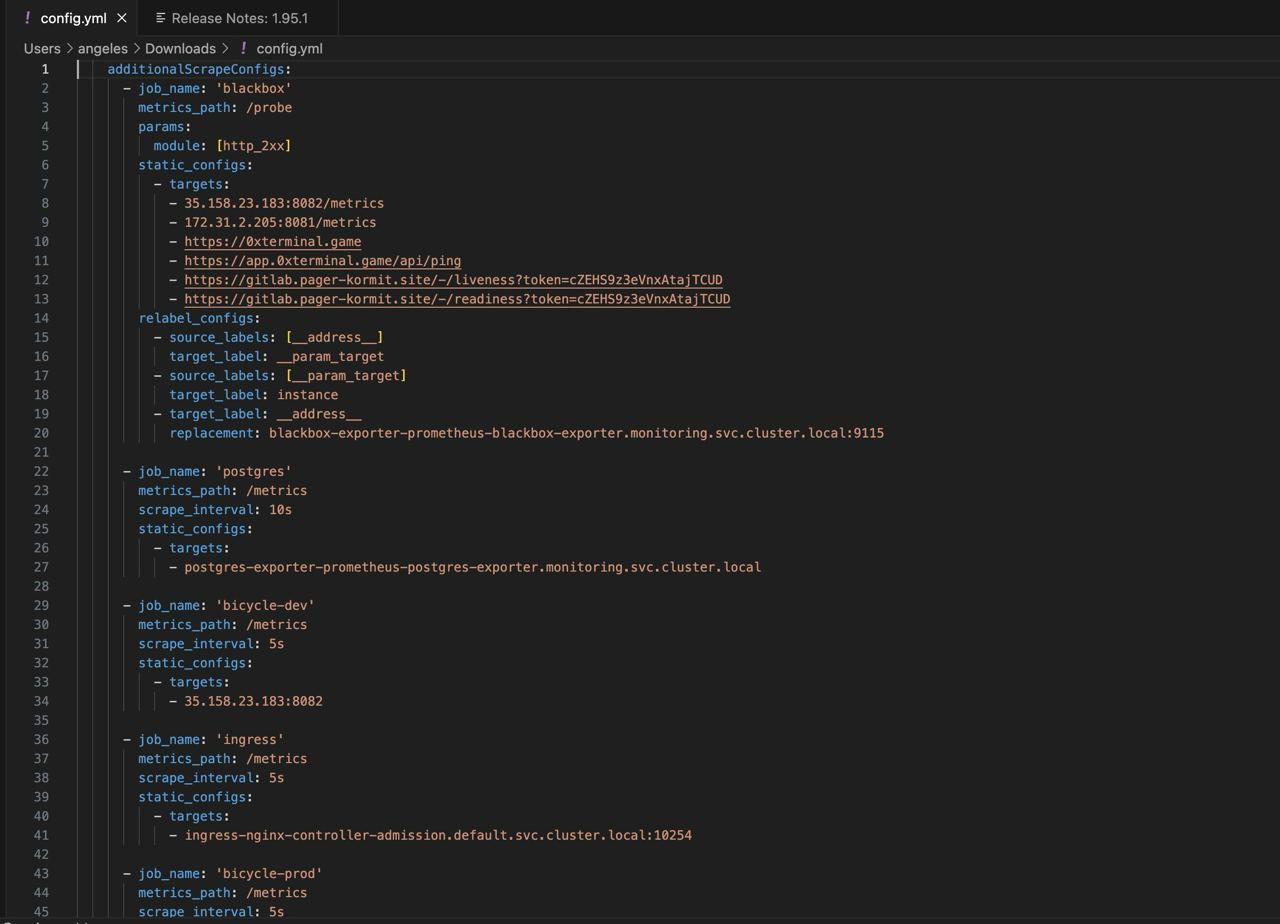 ! config.yml ×
Release Notes: 1.95.1
Users > angeles > Downloads > ! config.yml
1 additionalScrapeConfigs:
2 - job_name: 'blackbox'
3 metrics_path: /probe
4 params:
5 module: [http_2xx]
6 static_configs:
7 - targets:
8 - 35.158.23.183:8082/metrics
9 - 172.31.2.205:8081/metrics
10 - https://0xterminal.game
11 - https://app.0xterminal.game/api/ping
12 - https://gitlab.pager-kormit.site/-/liveness?token=cZEHS9z3eVnxAtajTCUD
13 - https://gitlab.pager-kormit.site/-/readiness?token=cZEHS9z3eVnxAtajTCUD
14 relabel_configs:
15 - source_labels: [__address__]
16 target_label: __param_target
17 - source_labels: [__param_target]
18 target_label: instance
19 - target_label: __address__
20 replacement: blackbox-exporter-prometheus-blackbox-exporter.monitoring.svc.cluster.local:9115
21
22 - job_name: 'postgres'
23 metrics_path: /metrics
24 scrape_interval: 10s
25 static_configs:
26 - targets:
27 - postgres-exporter-prometheus-postgres-exporter.monitoring.svc.cluster.local
28
29 - job_name: 'bicycle-dev'
30 metrics_path: /metrics
31 scrape_interval: 5s
32 static_configs:
33 - targets:
34 - 35.158.23.183:8082
35
36 - job_name: 'ingress'
37 metrics_path: /metrics
38 scrape_interval: 5s
39 static_configs:
40 - targets:
41 - ingress-nginx-controller-admission.default.svc.cluster.local:10254
42
43 - job_name: 'bicycle-prod'
44 metrics_path: /metrics
45 scrape_interval: 5s